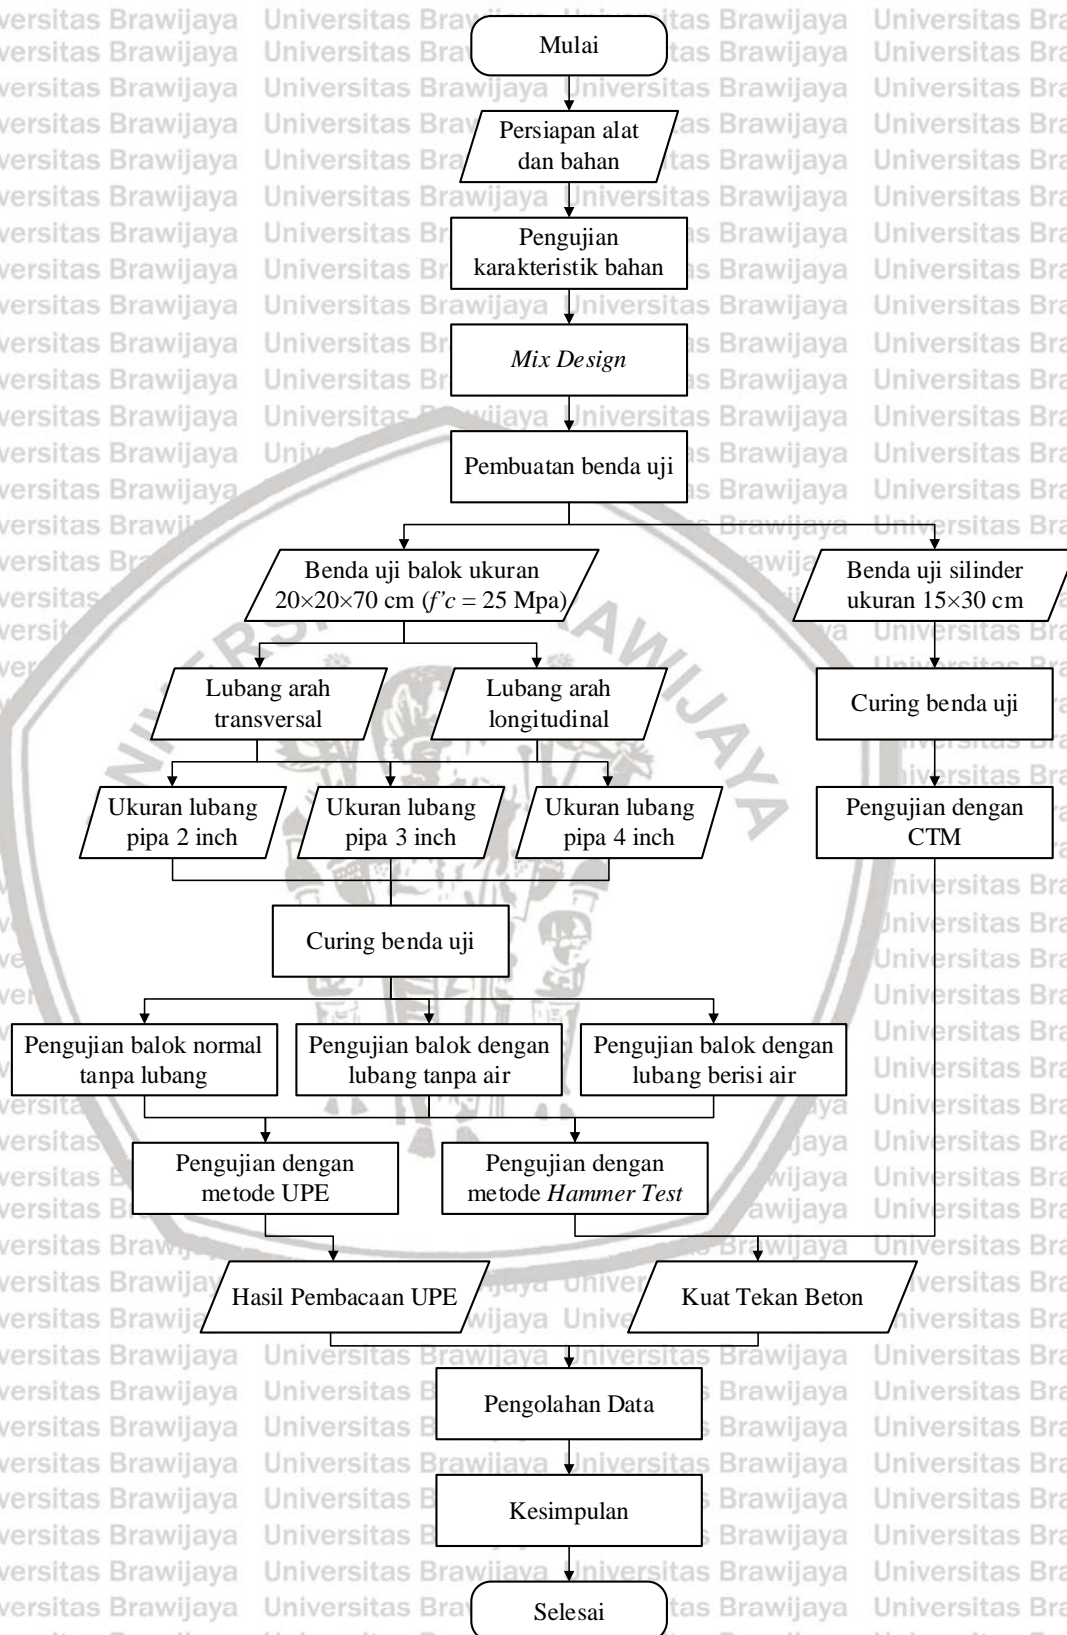 Mulai
Persiapan alat
dan bahan
Pengujian
karakteristik bahan
Mix Design
Pembuatan benda uji
Benda uji balok ukuran
20×20×70 cm (f’c = 25 Mpa)
Benda uji silinder
ukuran 15×30 cm
Lubang arah
transversal
Lubang arah
longitudinal
Curing benda uji
Ukuran lubang
pipa 2 inch
Ukuran lubang
pipa 3 inch
Ukuran lubang
pipa 4 inch
Pengujian dengan
CTM
Curing benda uji
Pengujian balok normal
tanpa lubang
Pengujian balok dengan
lubang tanpa air
Pengujian balok dengan
lubang berisi air
Pengujian dengan
metode UPE
Pengujian dengan
metode Hammer Test
Hasil Pembacaan UPE
Kuat Tekan Beton
Pengolahan Data
Kesimpulan
Selesai